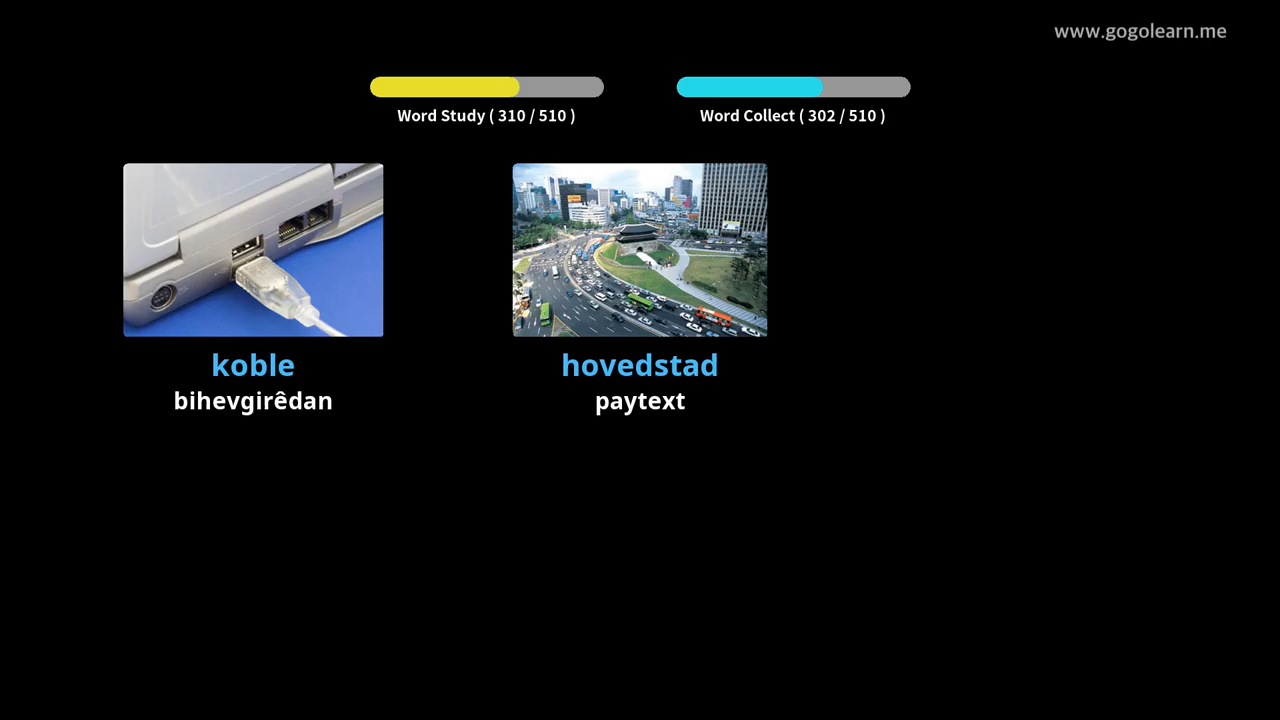 www.gogolearn.me
Word Study ( 310 / 510 )
Word Collect ( 302 / 510 )
koble
bihevgirêdan
hovedstad
paytext